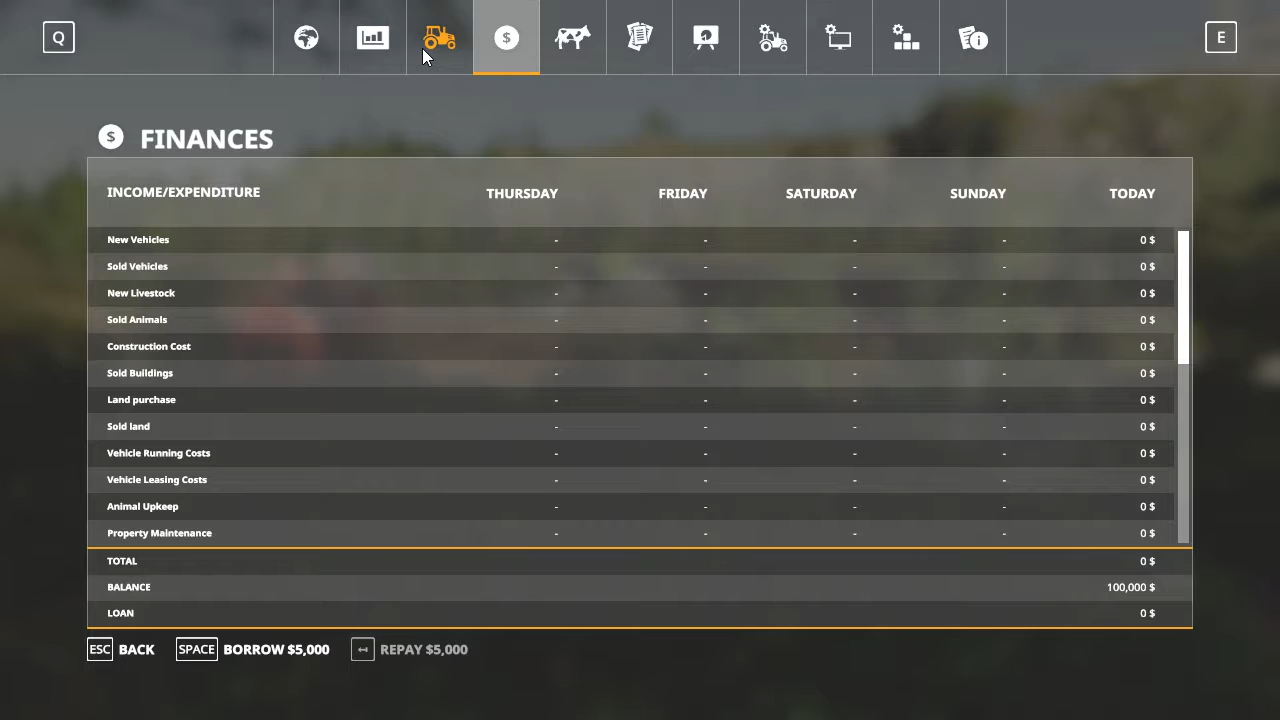 Q
$
E
$ FINANCES
INCOME/EXPENDITURE THURSDAY FRIDAY SATURDAY SUNDAY TODAY
New Vehicles - - - - 0 $
Sold Vehicles - - - - 0 $
New Livestock - - - - 0 $
Sold Animals - - - - 0 $
Construction Cost - - - - 0 $
Sold Buildings - - - - 0 $
Land purchase - - - - 0 $
Sold land - - - - 0 $
Vehicle Running Costs - - - - 0 $
Vehicle Leasing Costs - - - - 0 $
Animal Upkeep - - - - 0 $
Property Maintenance - - - - 0 $
TOTAL 0 $
BALANCE 100,000 $
LOAN 0 $
ESC BACK SPACE BORROW $5,000 REPAY $5,000